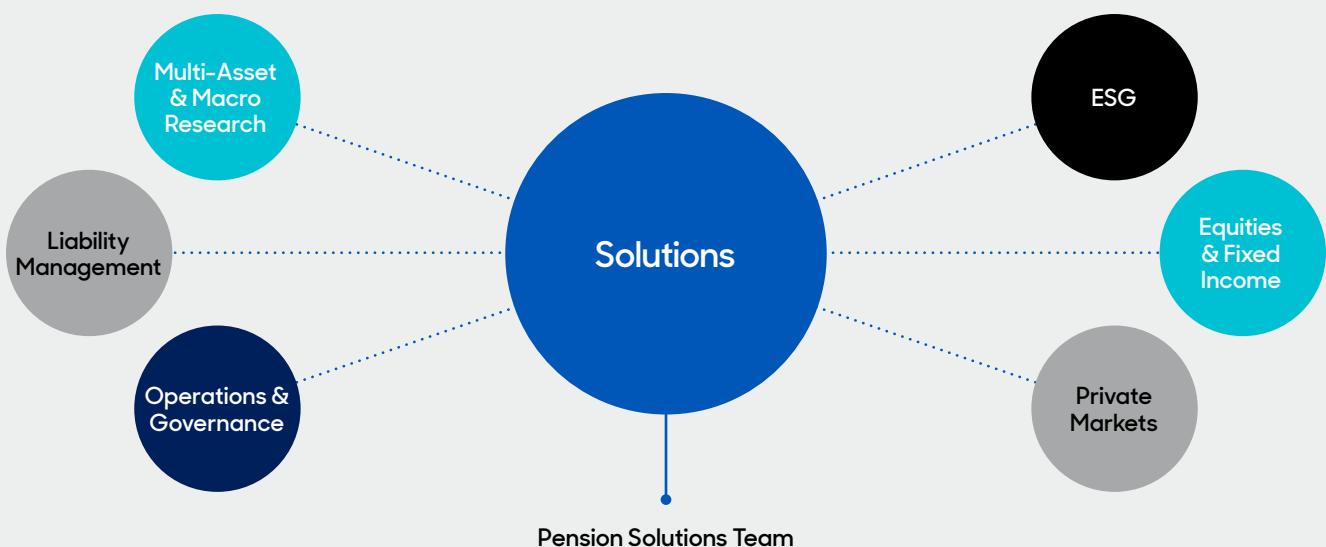 Multi-Asset
& Macro
Research
ESG
Liability
Management
Solutions
Equities
& Fixed
Income
Operations &
Governance
Private
Markets
Pension Solutions Team